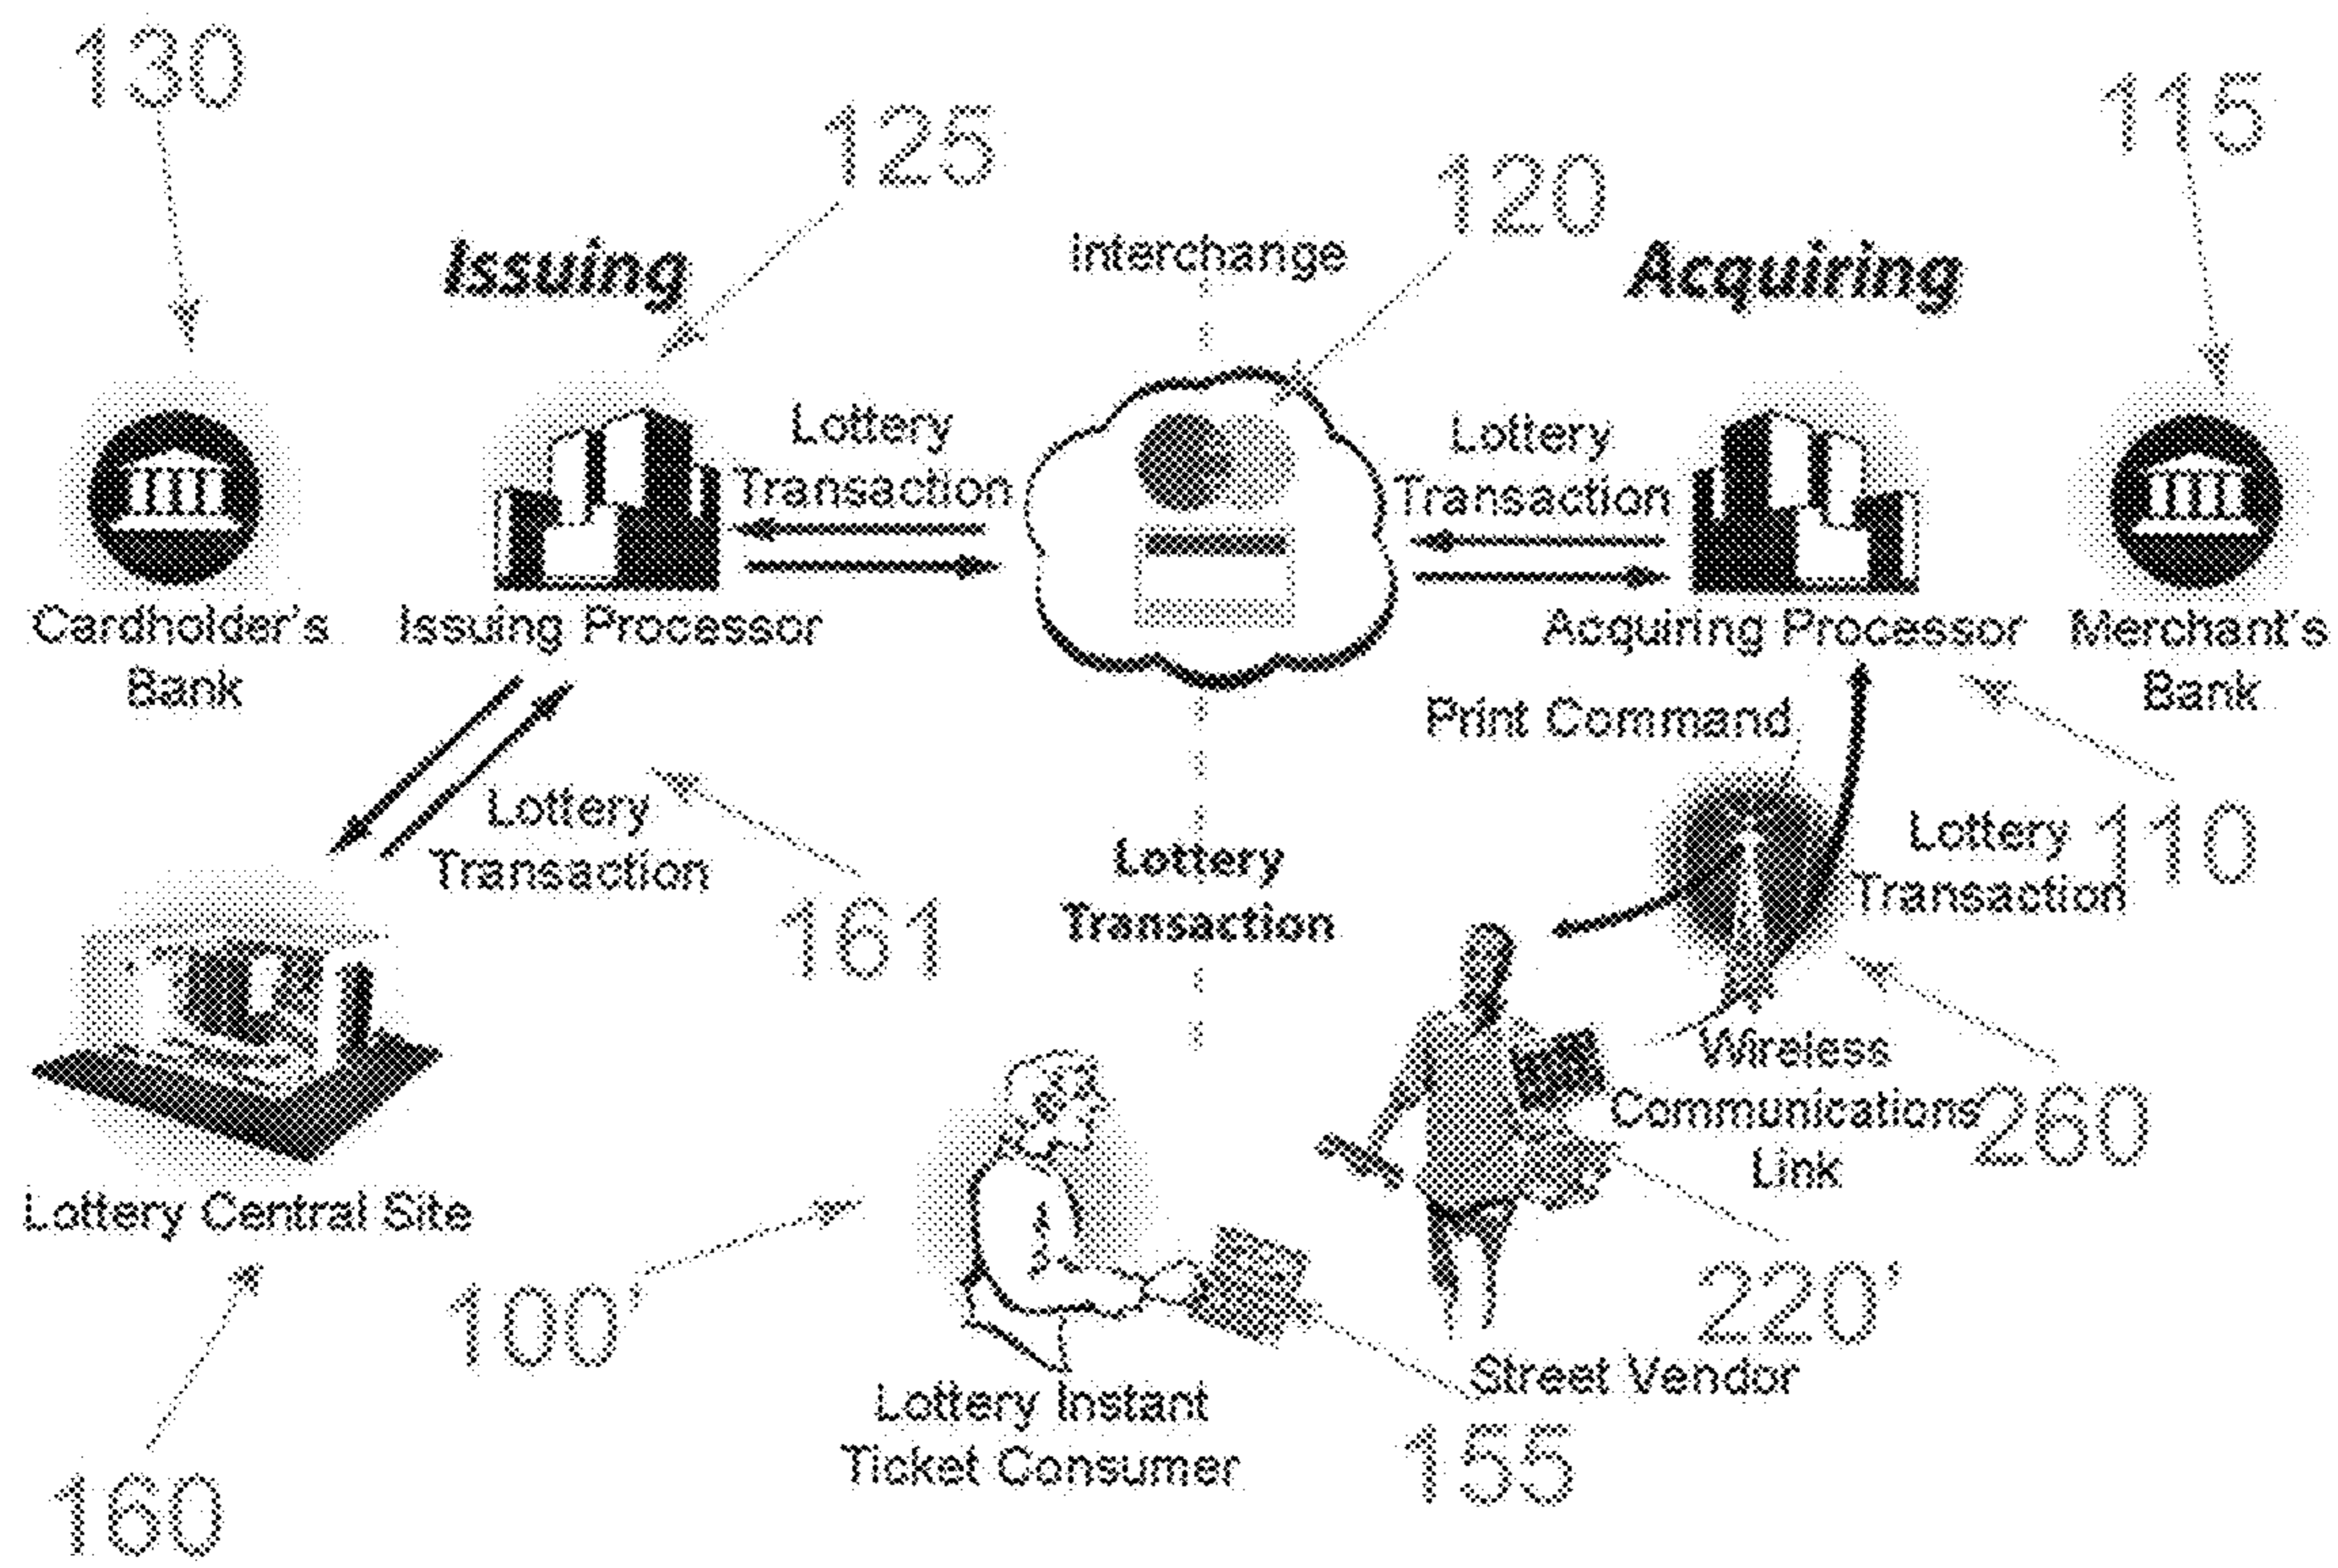 130
115
125
120
Interchange
Issuing
Acquiring
Lottery
Transaction
Lottery
Transaction
Cardholder's
Bank
Issuing Processor
Acquiring Processor
Merchant's
Bank
Print Command
Lottery
Transaction
161
Lottery
Transaction
Lottery
Transaction
110
Wireless
Communications
Link
260
Lottery Central Site
100'
220'
Street Vendor
Lottery Instant
Ticket Consumer
155
160